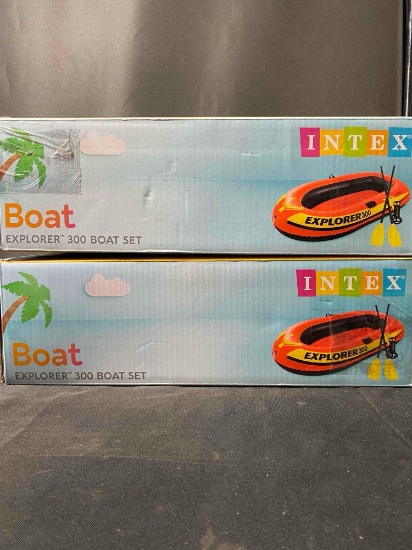 INTEX
EXPLORER 300
Boat
EXPLORER™ 300 BOAT SET
INTEX
EXPLORER 300
Boat
EXPLORER™ 300 BOAT SET